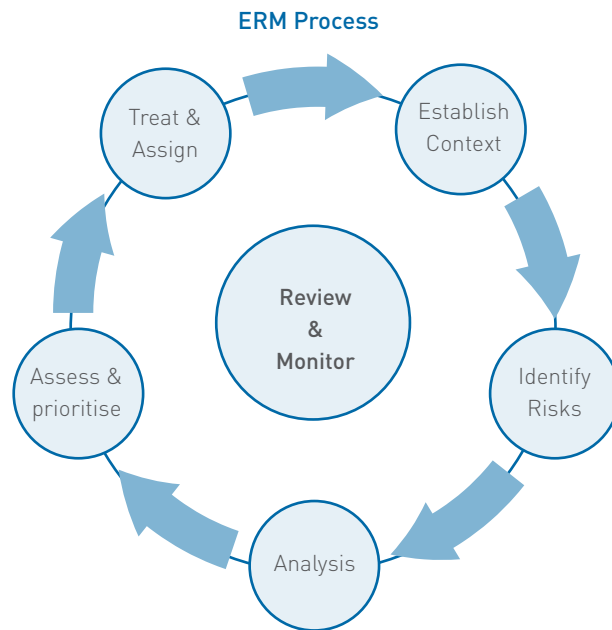 ERM Process
Treat &
Assign
Establish
Context
Review
&
Monitor
Assess &
prioritise
Identify
Risks
Analysis